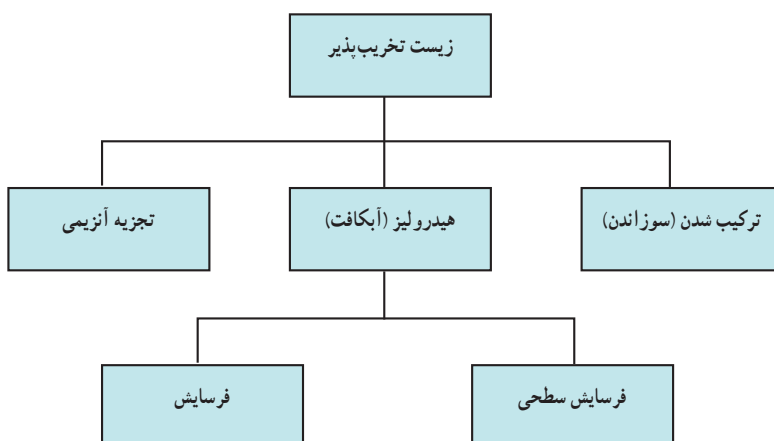 زیست تخریب‌پذیر
ترکیب شدن (سوزاندن)
هیدرولیز (آبکافت)
تجزیه آنزیمی
فرسایش سطحی
فرسایش